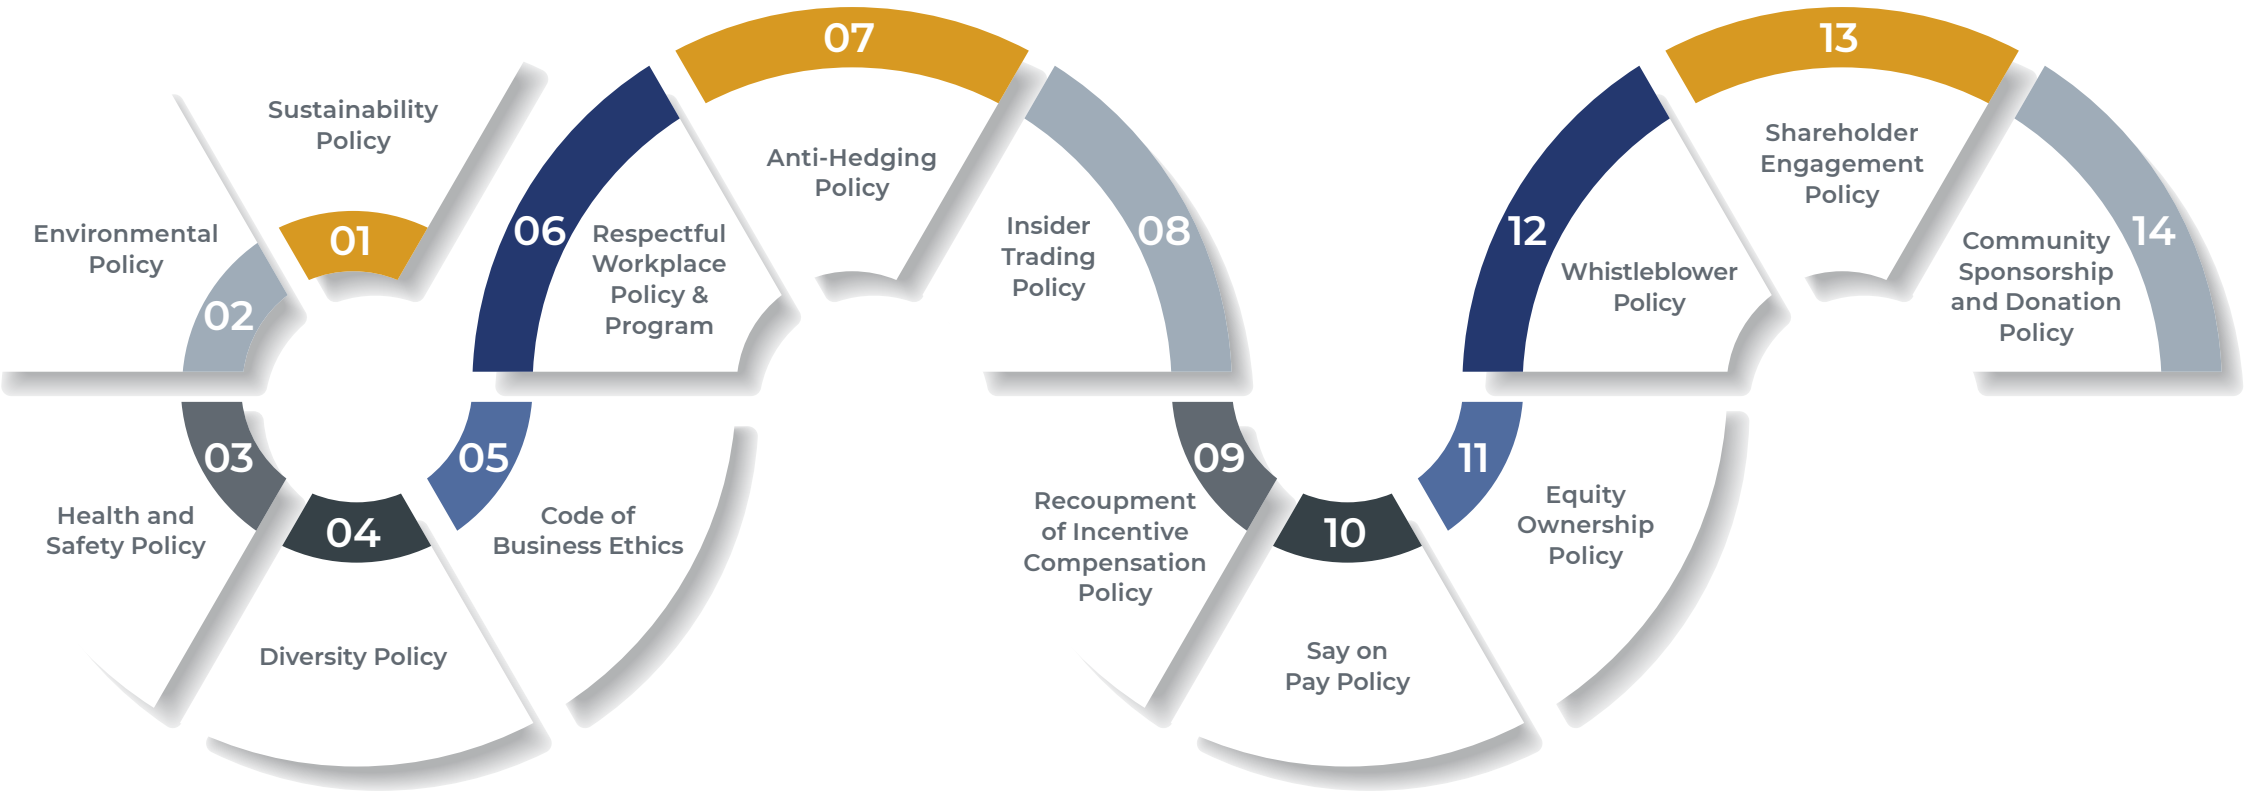 01
Sustainability
Policy
02
Environmental
Policy
03
Health and
Safety Policy
04
Diversity Policy
05
Code of
Business Ethics
06
Respectful
Workplace
Policy &
Program
07
Anti-Hedging
Policy
08
Insider
Trading
Policy
09
Recoupment
of Incentive
Compensation
Policy
10
Say on
Pay Policy
11
Equity
Ownership
Policy
12
Whistleblower
Policy
13
Shareholder
Engagement
Policy
14
Community
Sponsorship
and Donation
Policy